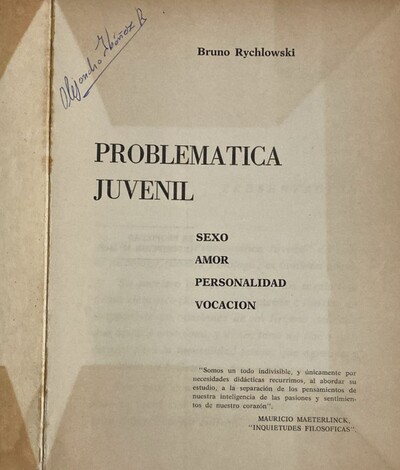 Alejandro Ibáñez B
Bruno Rychlowski
PROBLEMATICA
JUVENIL
SEXO
AMOR
PERSONALIDAD
VOCACION
"Somos un todo indivisible, y únicamente por
necesidades didácticas recurrimos, al abordar su
estudio, a la separación de los pensamientos de
nuestra inteligencia de las pasiones y sentimien-
tos de nuestro corazón".
MAURICIO MAETERLINCK,
"INQUIETUDES FILOSOFICAS".